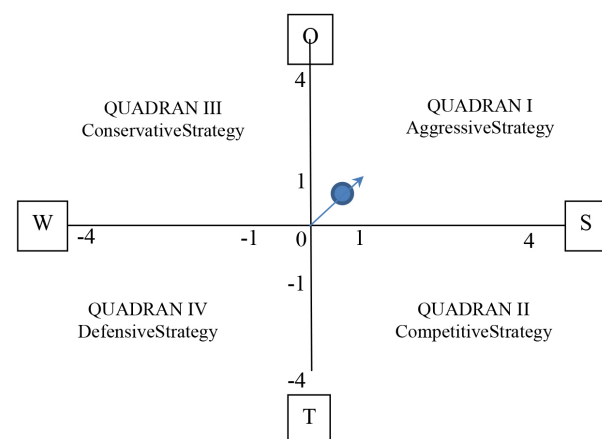 O
4
QUADRAN III
ConservativeStrategy
QUADRAN I
AggressiveStrategy
1
W
S
-4
-1
0
1
4
-1
QUADRAN IV
DefensiveStrategy
QUADRAN II
CompetitiveStrategy
-4
T